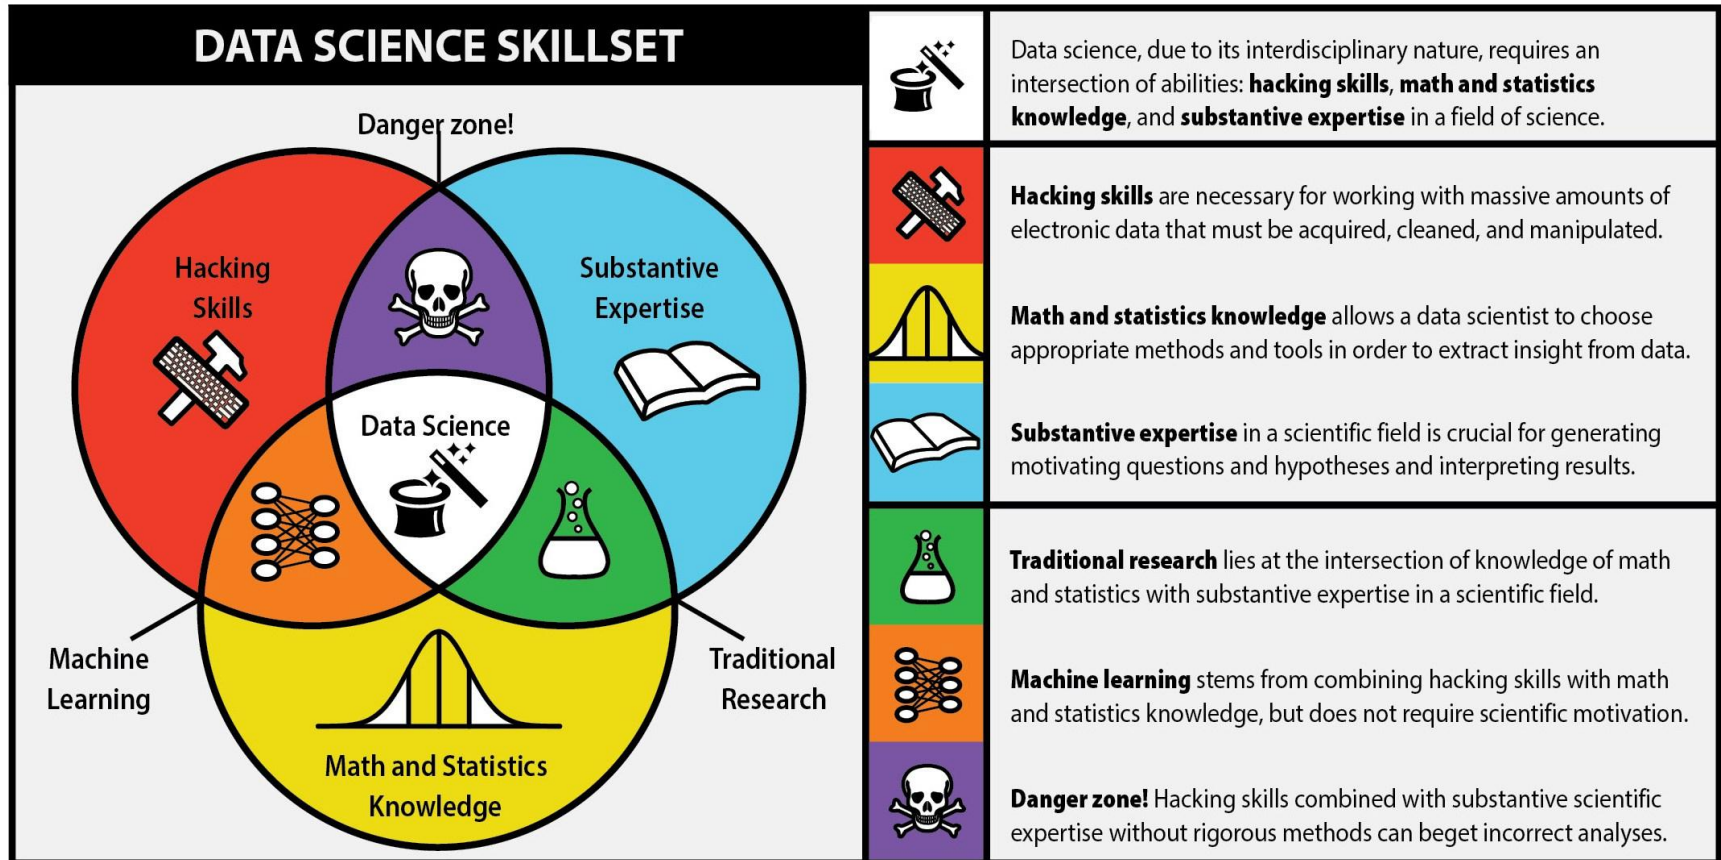 DATA SCIENCE SKILLSET
Danger zone!
Hacking
Skills
Substantive
Expertise
Data Science
Machine
Learning
Traditional
Research
Math and Statistics
Knowledge
Data science, due to its interdisciplinary nature, requires an
intersection of abilities: hacking skills, math and statistics
knowledge, and substantive expertise in a field of science.
Hacking skills are necessary for working with massive amounts of
electronic data that must be acquired, cleaned, and manipulated.
Math and statistics knowledge allows a data scientist to choose
appropriate methods and tools in order to extract insight from data.
Substantive expertise in a scientific field is crucial for generating
motivating questions and hypotheses and interpreting results.
Traditional research lies at the intersection of knowledge of math
and statistics with substantive expertise in a scientific field.
Machine learning stems from combining hacking skills with math
and statistics knowledge, but does not require scientific motivation.
Danger zone! Hacking skills combined with substantive scientific
expertise without rigorous methods can beget incorrect analyses.